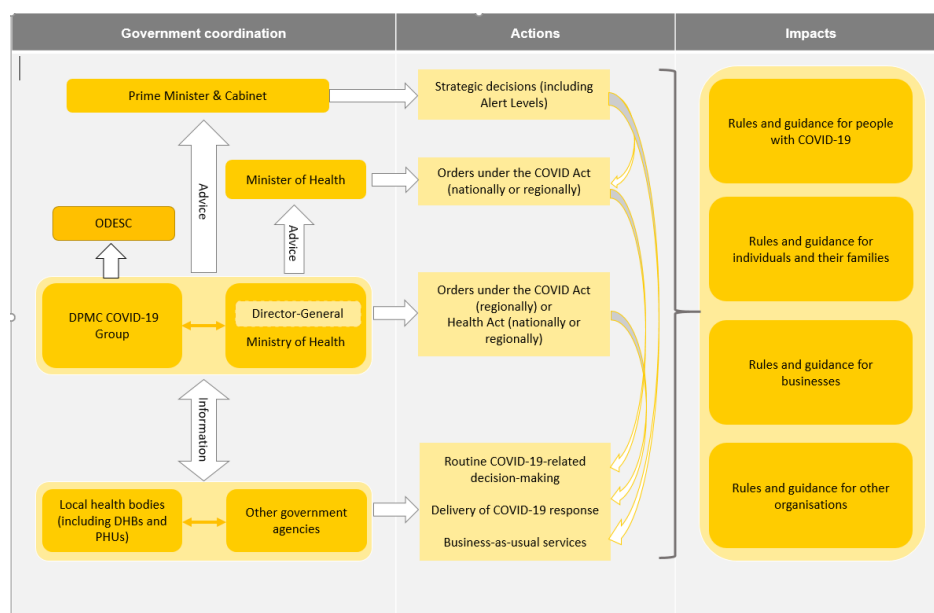 Government coordination
Actions
Impacts
Prime Minister & Cabinet
Strategic decisions (including
Alert Levels)
Rules and guidance for people
with COVID-19
Advice
Minister of Health
Orders under the COVID Act
(nationally or regionally)
ODESC
Advice
Rules and guidance for
individuals and their families
DPMC COVID-19
Group
Director-General
Ministry of Health
Orders under the COVID Act
(regionally) or
Health Act (nationally or
regionally)
Rules and guidance for
businesses
Information
Local health bodies
(including DHBs and
PHUs)
Other government
agencies
Routine COVID-19-related
decision-making
Delivery of COVID-19 response
Business-as-usual services
Rules and guidance for other
organisations